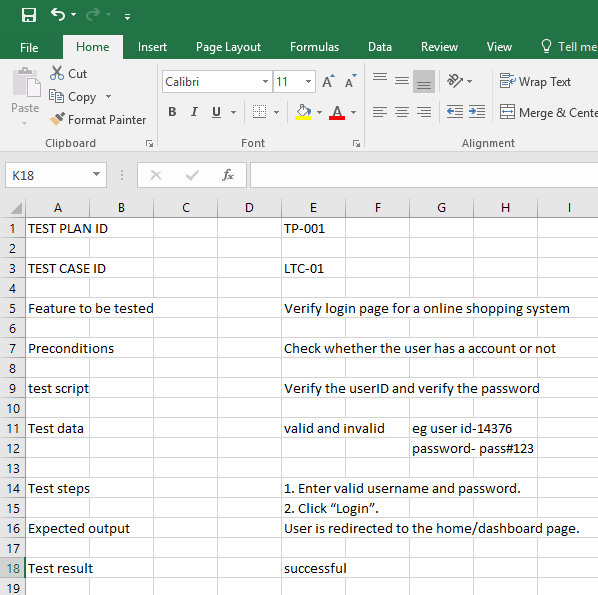 File Home Insert Page Layout Formulas Data Review View Tell me
Paste
Cut
Copy
Format Painter
Clipboard
Calibri 11 A A
B I U A
Font
Wrap Text
Merge & Cente
Alignment
K18 fx
A B C D E F G H I
1 TEST PLAN ID TP-001
2
3 TEST CASE ID LTC-01
4
5 Feature to be tested Verify login page for a online shopping system
6
7 Preconditions Check whether the user has a account or not
8
9 test script Verify the userID and verify the password
10
11 Test data valid and invalid eg user id-14376
12 password- pass#123
13
14 Test steps 1. Enter valid username and password.
15 2. Click “Login”.
16 Expected output User is redirected to the home/dashboard page.
17
18 Test result successful
19